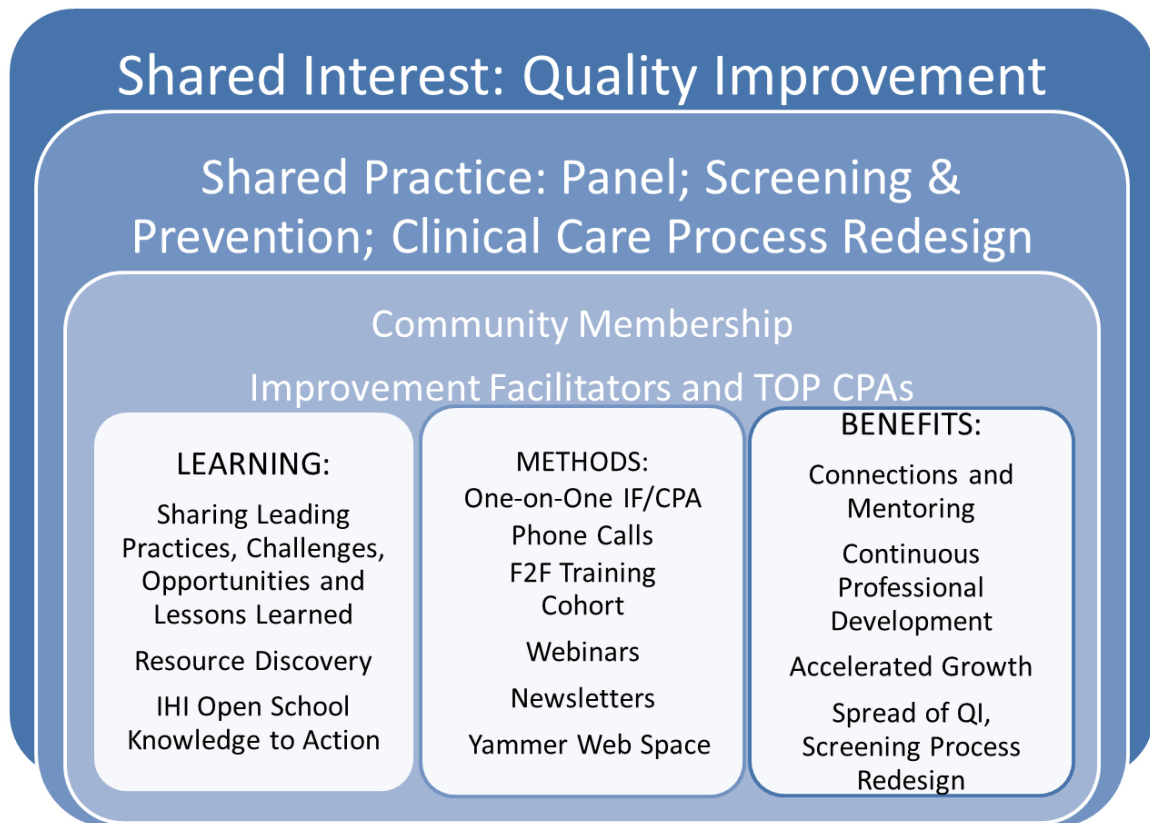 Shared Interest: Quality Improvement
Shared Practice: Panel; Screening &
Prevention; Clinical Care Process Redesign
Community Membership
Improvement Facilitators and TOP CPAs
LEARNING:
Sharing Leading
Practices, Challenges,
Opportunities and
Lessons Learned
Resource Discovery
IHI Open School
Knowledge to Action
METHODS:
One-on-One IF/CPA
Phone Calls
F2F Training
Cohort
Webinars
Newsletters
Yammer Web Space
BENEFITS:
Connections and
Mentoring
Continuous
Professional
Development
Accelerated Growth
Spread of QI,
Screening Process
Redesign